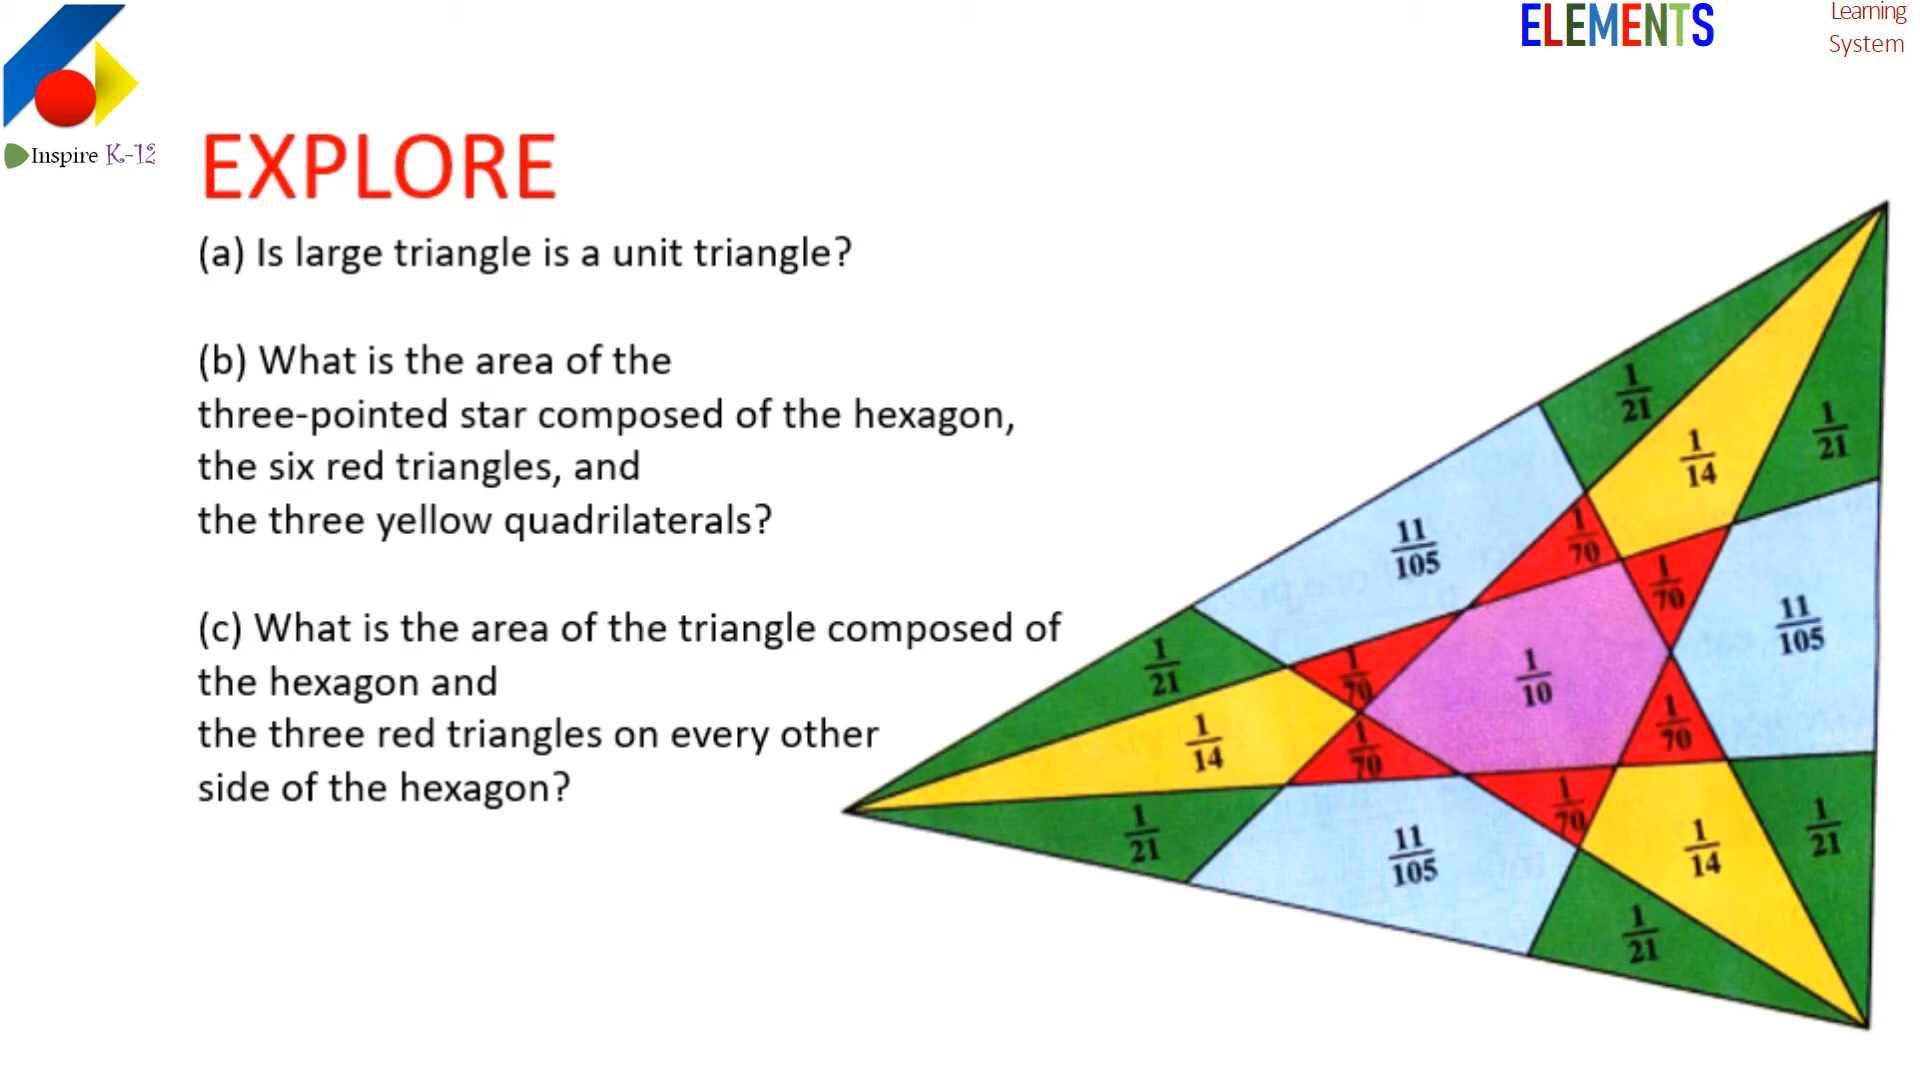 ELEMENTS
Learning
System
Inspire K-12
EXPLORE
(a) Is large triangle is a unit triangle?
(b) What is the area of the
three-pointed star composed of the hexagon,
the six red triangles, and
the three yellow quadrilaterals?
(c) What is the area of the triangle composed of
the hexagon and
the three red triangles on every other
side of the hexagon?
1/21
1/21
1/14
11/105
1/70
1/70
11/105
1/21
1/70
1/10
1/14
1/70
1/70
1/70
1/21
11/105
1/14
1/21
1/21